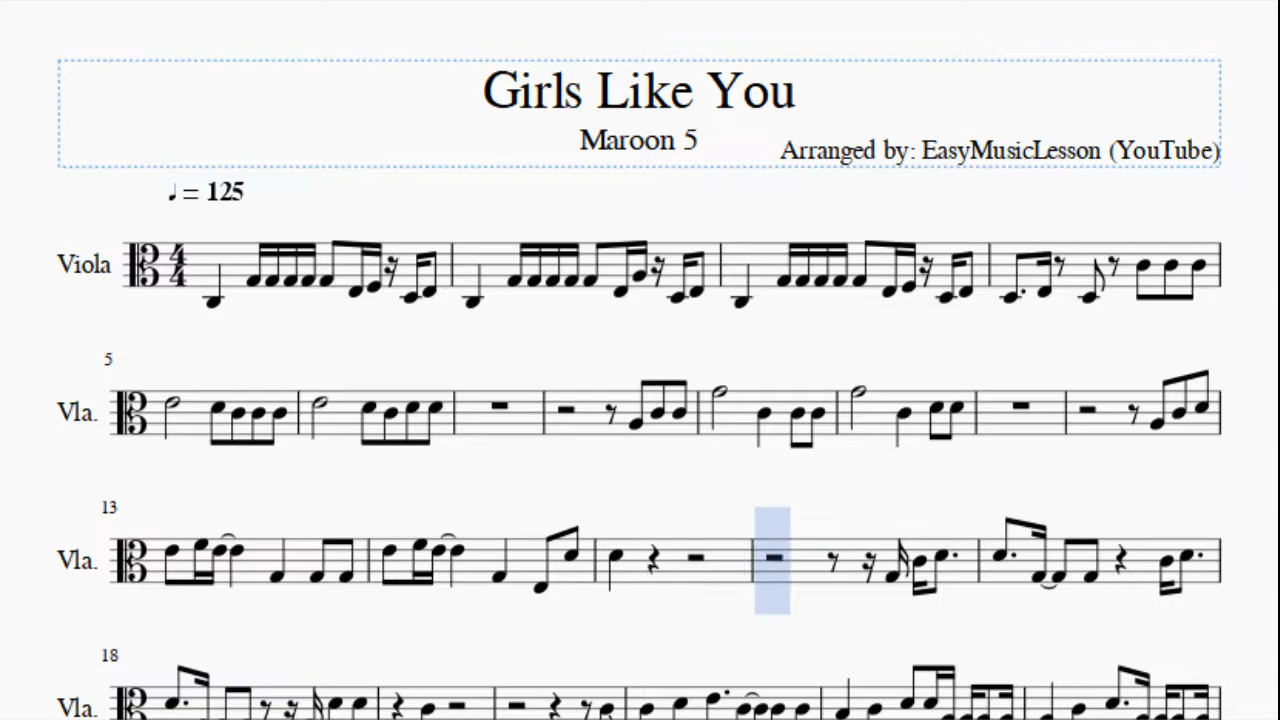 Girls Like You
Maroon 5
Arranged by: EasyMusicLesson (YouTube)
♩ = 125
Viola
5
Vla.
13
Vla.
18
Vla.